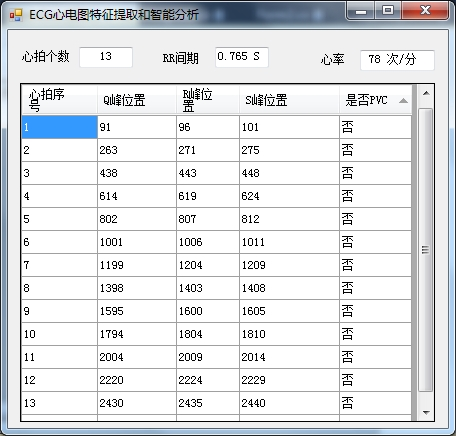 ECG心电图特征提取和智能分析
心拍个数 13 RR间期 0.765 S 心率 78 次/分
心拍序号 Q峰位置 R峰位置 S峰位置 是否PVC
1 91 96 101 否
2 263 271 275 否
3 438 443 448 否
4 614 619 624 否
5 802 807 812 否
6 1001 1006 1011 否
7 1199 1204 1209 否
8 1398 1403 1408 否
9 1595 1600 1605 否
10 1794 1804 1810 否
11 2004 2009 2014 否
12 2220 2224 2229 否
13 2430 2435 2440 否